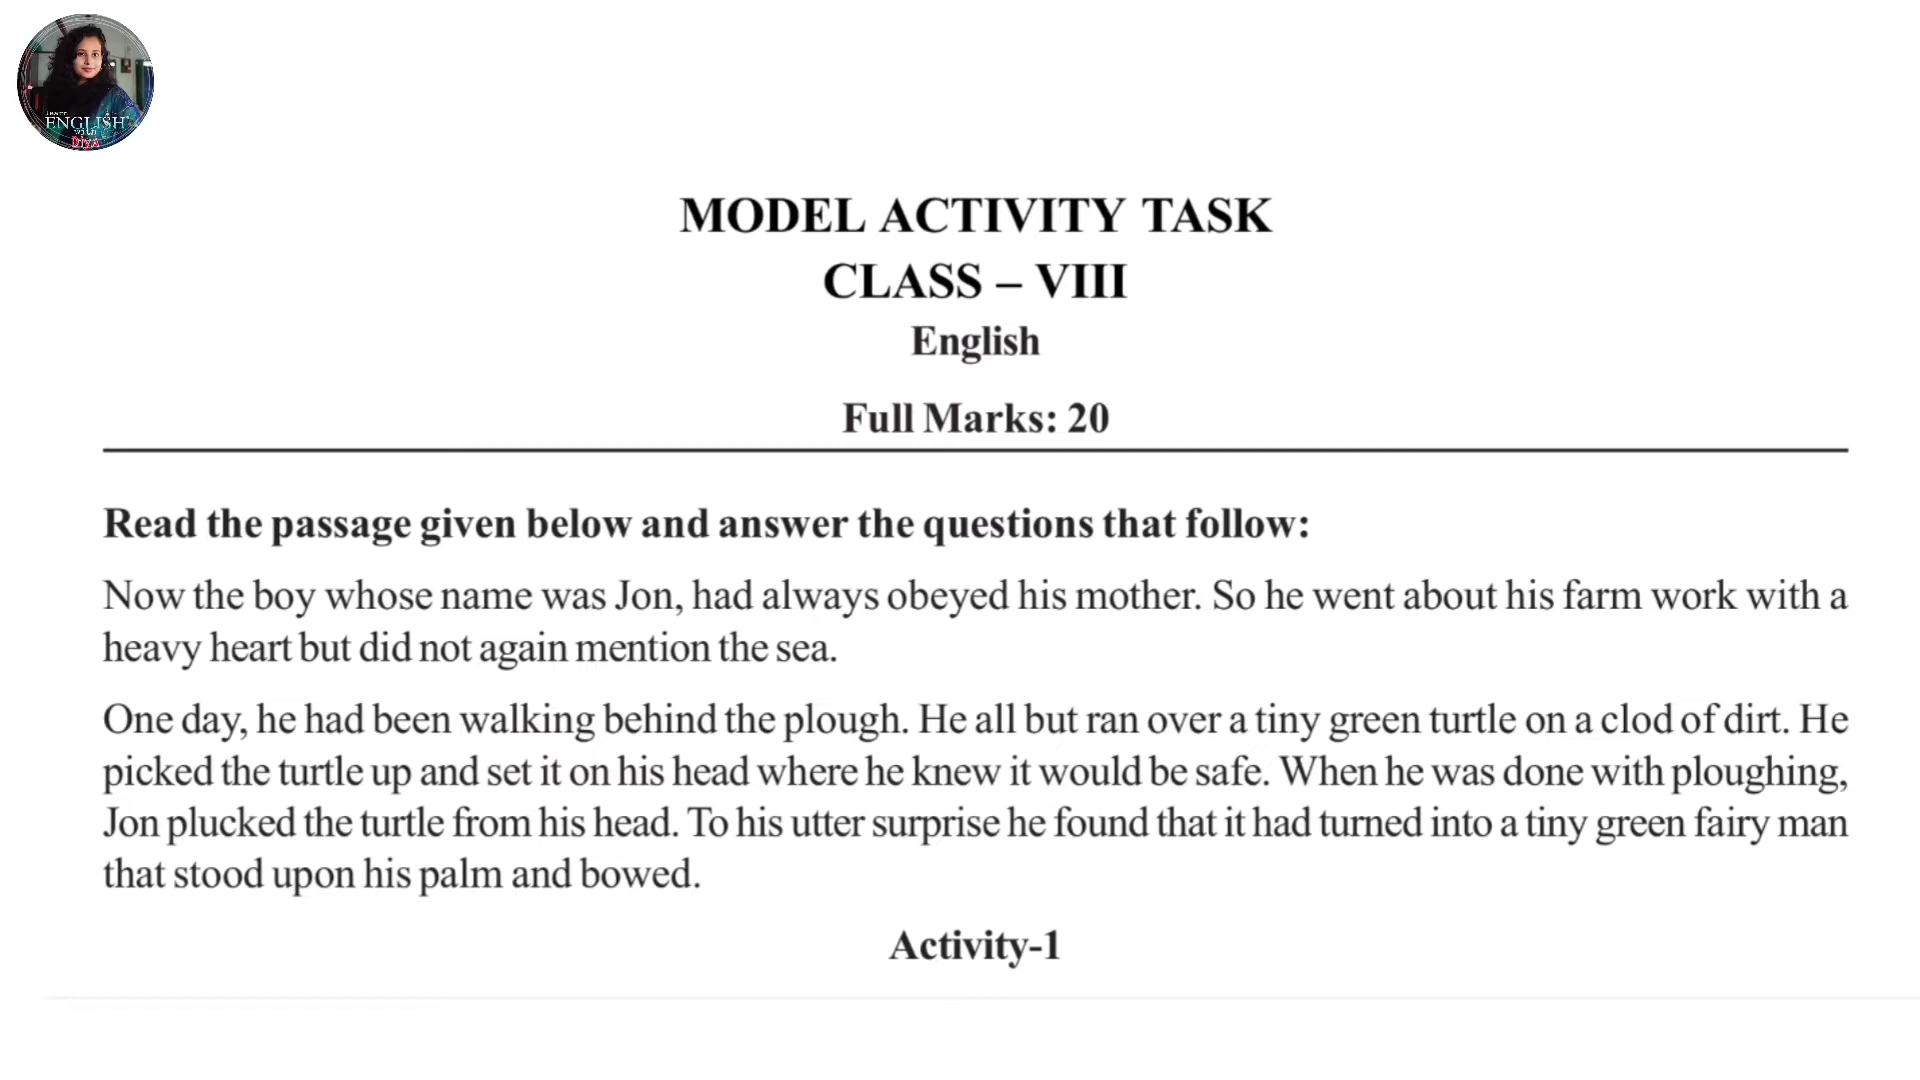 Learn
ENGLISH
with
Diya
MODEL ACTIVITY TASK
CLASS – VIII
English
Full Marks: 20
Read the passage given below and answer the questions that follow:
Now the boy whose name was Jon, had always obeyed his mother. So he went about his farm work with a
heavy heart but did not again mention the sea.
One day, he had been walking behind the plough. He all but ran over a tiny green turtle on a clod of dirt. He
picked the turtle up and set it on his head where he knew it would be safe. When he was done with ploughing,
Jon plucked the turtle from his head. To his utter surprise he found that it had turned into a tiny green fairy man
that stood upon his palm and bowed.
Activity-1